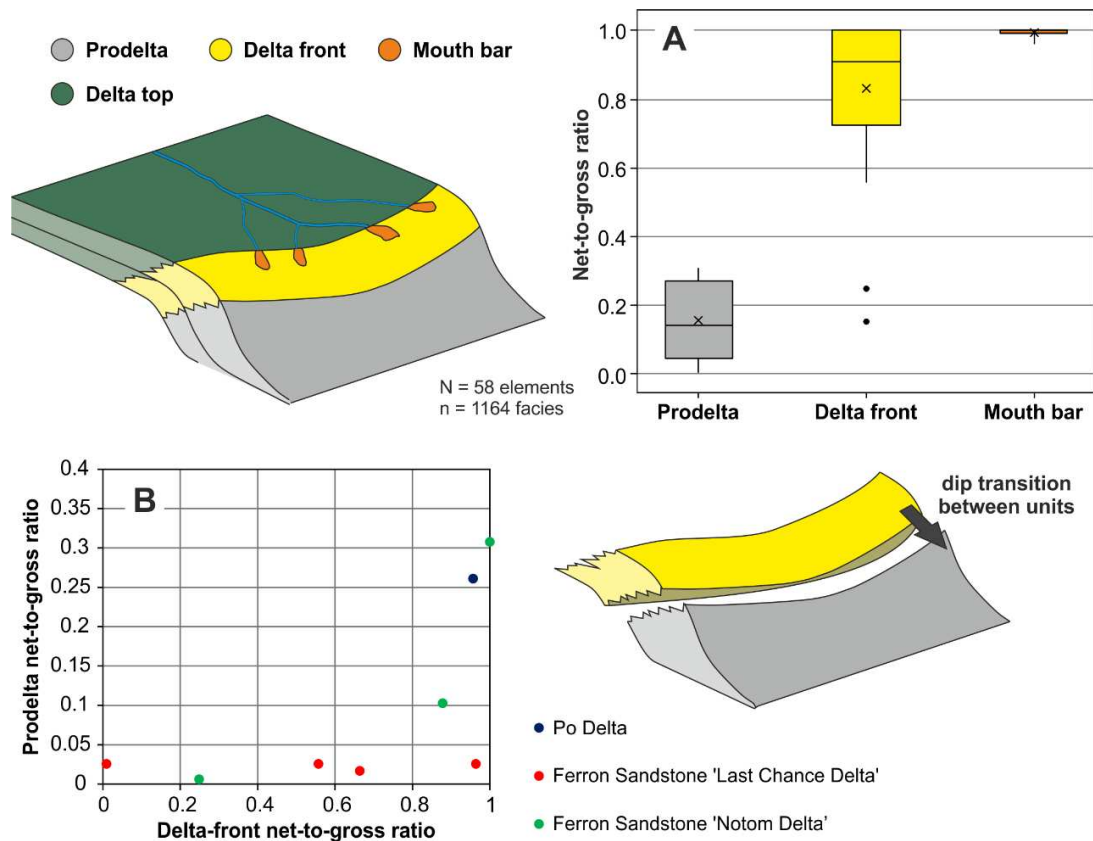 Prodelta
Delta front
Mouth bar
Delta top
N = 58 elements
n = 1164 facies
A
Net-to-gross ratio
1.0
0.8
0.6
0.4
0.2
0.0
Prodelta
Delta front
Mouth bar
B
Prodelta net-to-gross ratio
0.4
0.35
0.3
0.25
0.2
0.15
0.1
0.05
0
0
0.2
0.4
0.6
0.8
1
Delta-front net-to-gross ratio
dip transition
between units
Po Delta
Ferron Sandstone 'Last Chance Delta'
Ferron Sandstone 'Notom Delta'